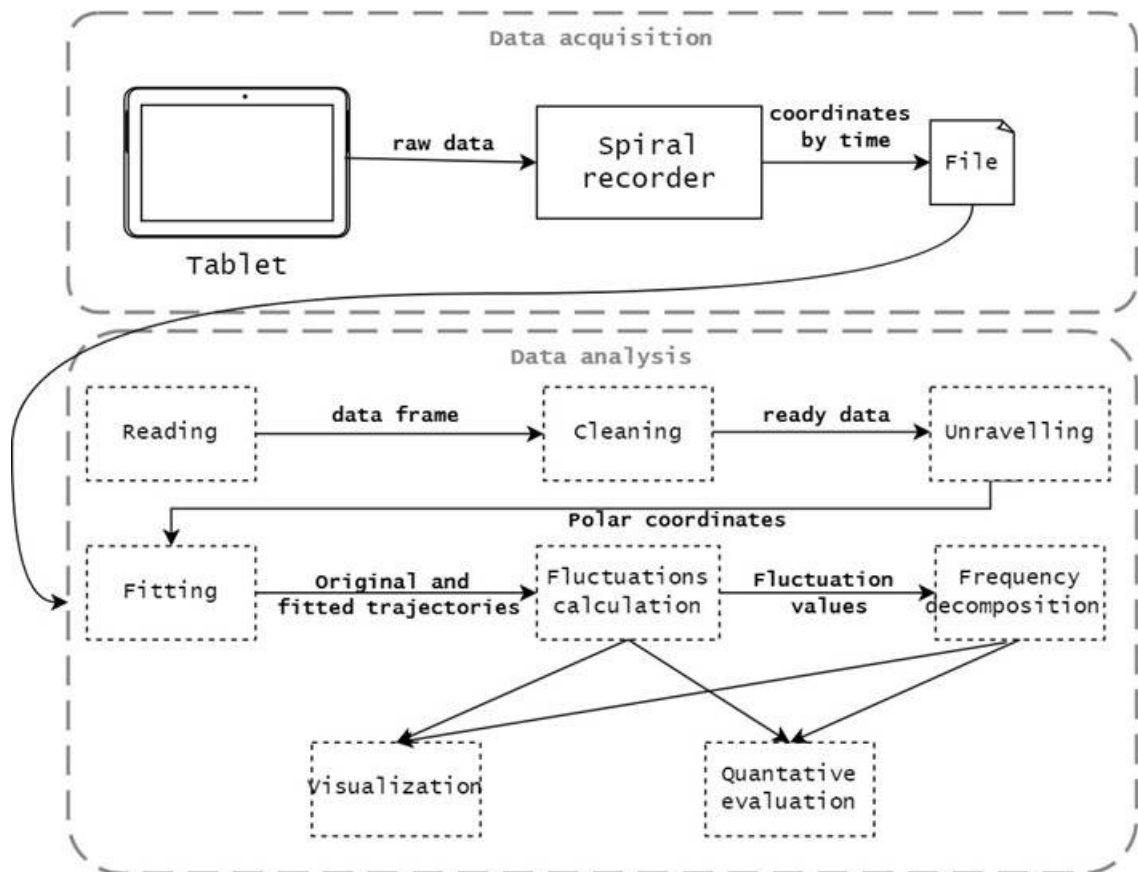 Data acquisition
raw data
Spiral
recorder
coordinates
by time
File
Tablet
Data analysis
Reading
data frame
Cleaning
ready data
Unravelling
Polar coordinates
Fitting
Original and
fitted trajectories
Fluctuations
calculation
Fluctuation
values
Frequency
decomposition
Visualization
Quantative
evaluation